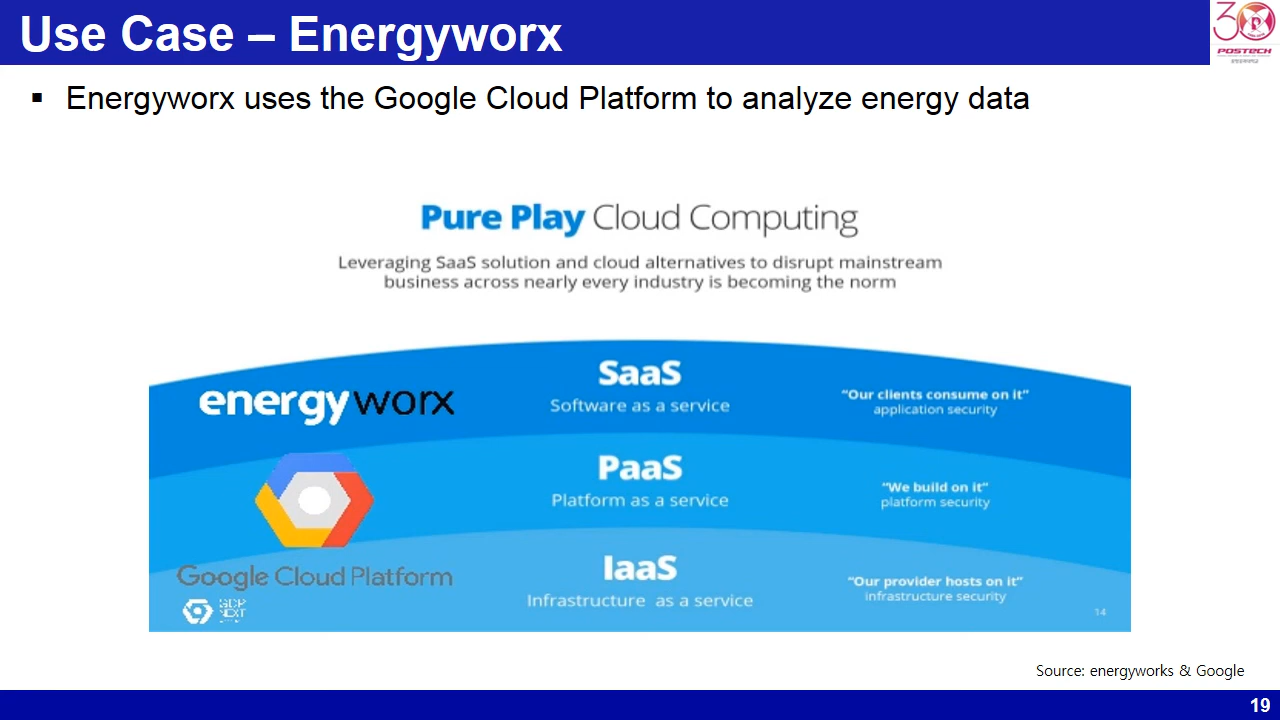 Use Case – Energyworx
30
POSTECH
▪ Energyworx uses the Google Cloud Platform to analyze energy data
Pure Play Cloud Computing
Leveraging SaaS solution and cloud alternatives to disrupt mainstream
business across nearly every industry is becoming the norm
energyworx
SaaS
Software as a service
“Our clients consume on it”
application security
PaaS
Platform as a service
“We build on it”
platform security
Google Cloud Platform
GCP
NEXT
IaaS
Infrastructure as a service
“Our provider hosts on it”
infrastructure security
14
Source: energyworks & Google
19